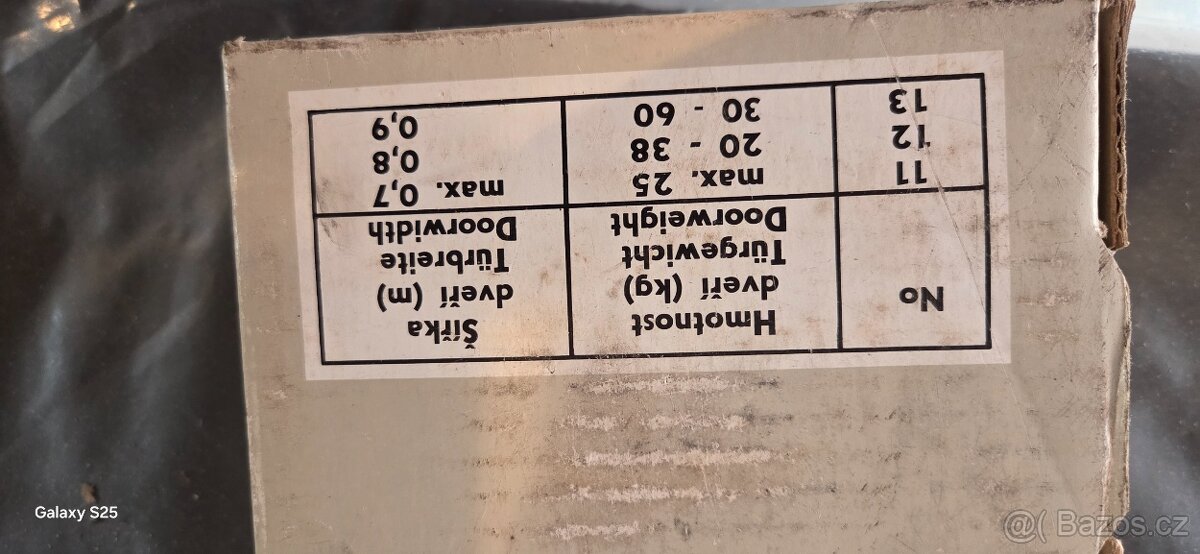 No
Hmotnost
dveří (kg)
Türgewicht
Doorweight
Šířka
dveří (m)
Türbreite
Doorwidth
11 max. 25 max. 0,7
12 20 - 38 0,8
13 30 - 60 0,9
Galaxy S25
@( Bazos.cz